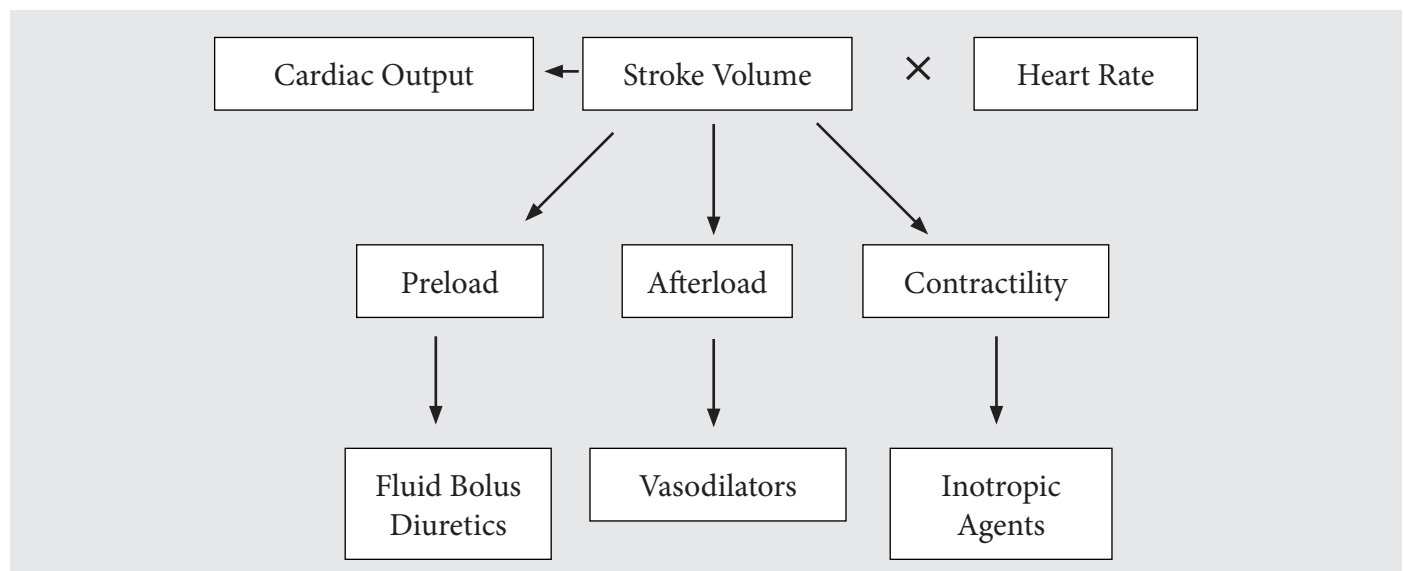 Cardiac Output
Stroke Volume
×
Heart Rate
Preload
Afterload
Contractility
Fluid Bolus
Diuretics
Vasodilators
Inotropic
Agents